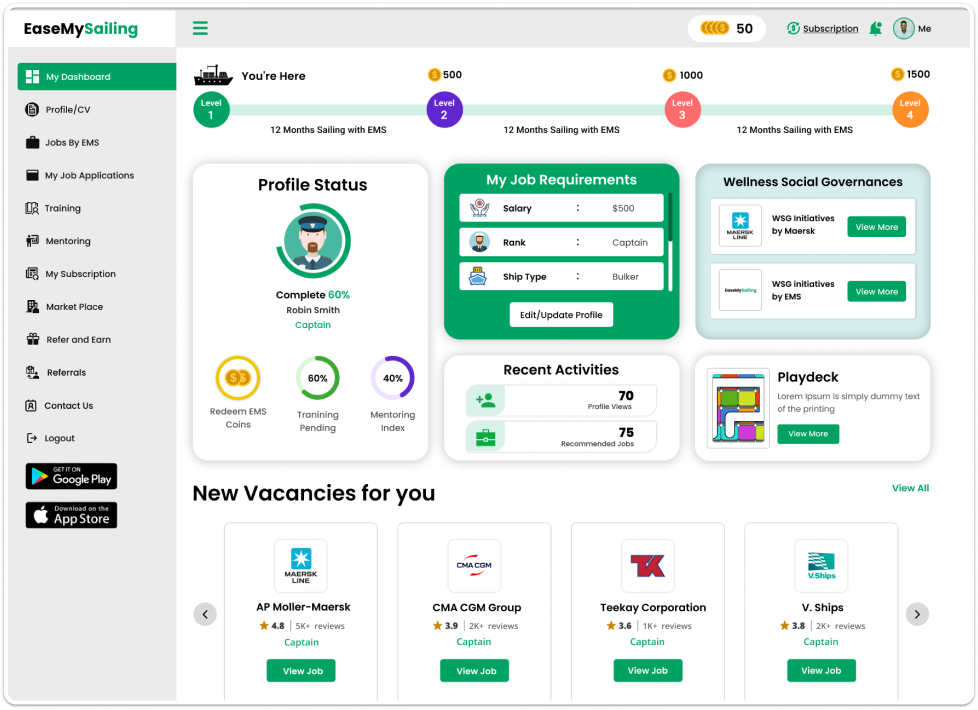 EaseMySailing
50
Subscription
Me
My Dashboard
Profile/CV
Jobs By EMS
My Job Applications
Training
Mentoring
My Subscription
Market Place
Refer and Earn
Referrals
Contact Us
Logout
GET IT ON
Google Play
Download on the
App Store
You're Here
500
1000
1500
Level
1
Level
2
Level
3
Level
4
12 Months Sailing with EMS
12 Months Sailing with EMS
12 Months Sailing with EMS
Profile Status
Complete 60%
Robin Smith
Captain
Redeem EMS
Coins
60%
Tranining
Pending
40%
Mentoring
Index
My Job Requirements
Salary : $500
Rank : Captain
Ship Type : Bulker
Edit/Update Profile
Wellness Social Governances
MAERSK
LINE
WSG Initiatives
by Maersk
View More
EaseMySailing
WSG initiatives
by EMS
View More
Recent Activities
70
Profile Views
75
Recommended Jobs
Playdeck
Lorem Ipsum is simply dummy text
of the printing
View More
New Vacancies for you
View All
MAERSK
LINE
AP Moller-Maersk
4.8 | 5K+ reviews
Captain
View Job
CMA CGM
CMA CGM Group
3.9 | 2K+ reviews
Captain
View Job
TK
Teekay Corporation
3.6 | 1K+ reviews
Captain
View Job
V.Ships
V. Ships
3.8 | 2K+ reviews
Captain
View Job